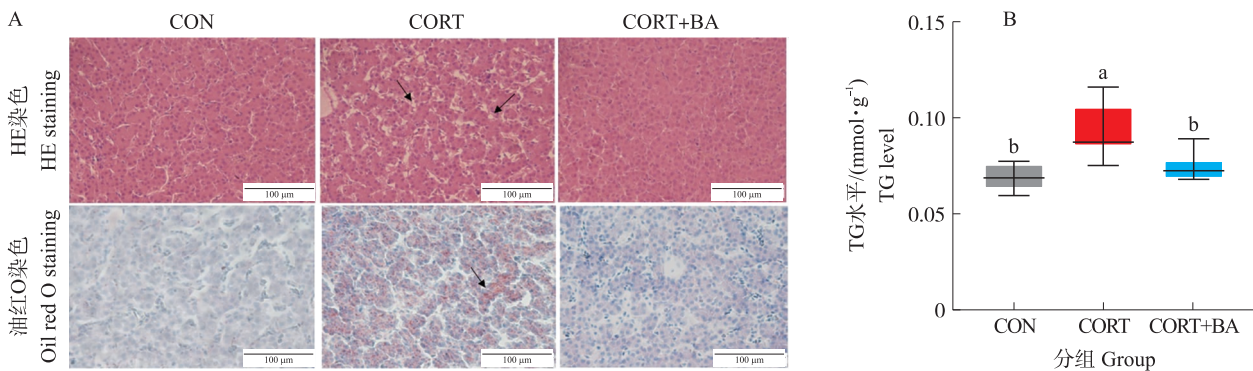 A
CON
CORT
CORT+BA
HE染色
HE staining
100 μm
100 μm
100 μm
油红O染色
Oil red O staining
100 μm
100 μm
100 μm
B
TG水平/(mmol·g⁻¹)
TG level
0.15
0.10
0.05
0
b
a
b
CON
CORT
CORT+BA
分组 Group